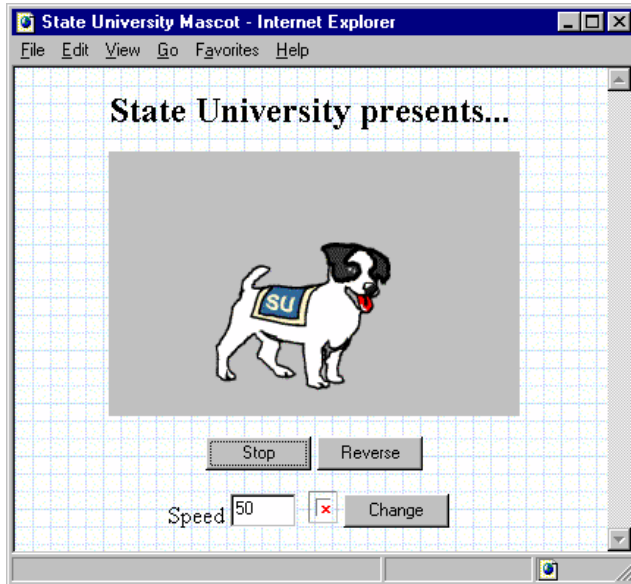 State University Mascot - Internet Explorer
File Edit View Go Favorites Help
State University presents...
SU
Stop Reverse
Speed 50 Change